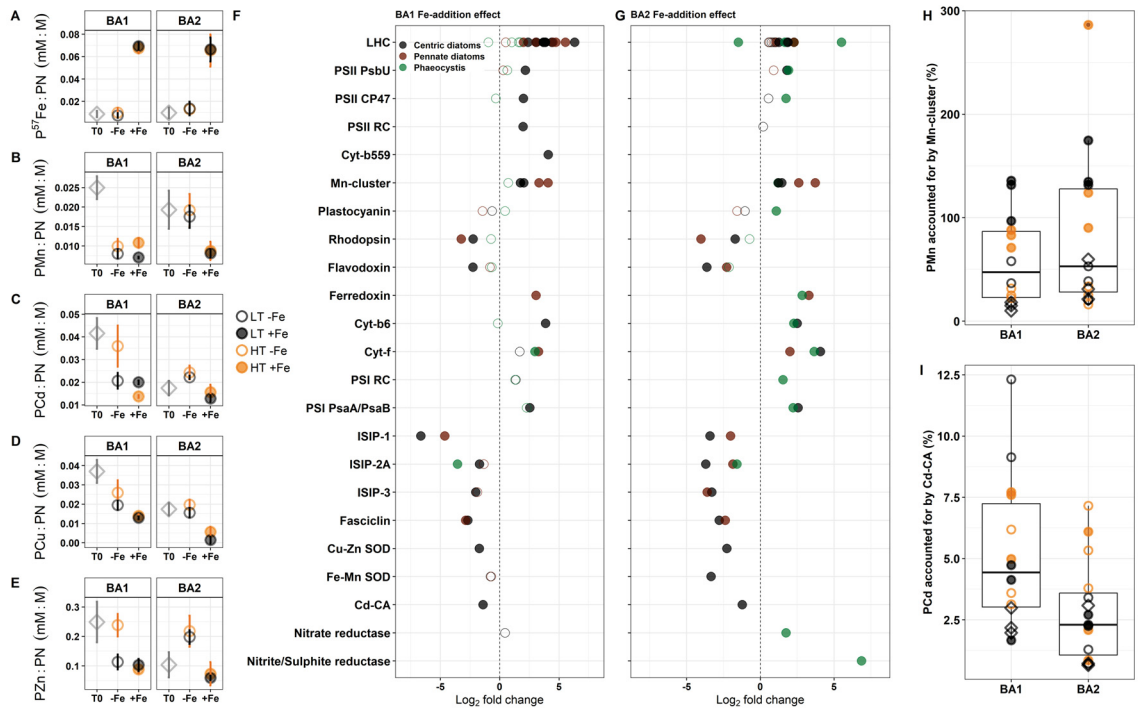 A
BA1 BA2
P⁵⁷Fe : PN (mM : M)
0.08
0.06
0.04
0.02
T0 -Fe +Fe T0 -Fe +Fe
B
BA1 BA2
PMn : PN (mM : M)
0.025
0.020
0.015
0.010
T0 -Fe +Fe T0 -Fe +Fe
C
BA1 BA2
PCd : PN (mM : M)
0.05
0.04
0.03
0.02
0.01
T0 -Fe +Fe T0 -Fe +Fe
D
BA1 BA2
PCu : PN (mM : M)
0.04
0.03
0.02
0.01
0.00
T0 -Fe +Fe T0 -Fe +Fe
E
BA1 BA2
PZn : PN (mM : M)
0.3
0.2
0.1
T0 -Fe +Fe T0 -Fe +Fe
LT -Fe
LT +Fe
HT -Fe
HT +Fe
F
BA1 Fe-addition effect
Centric diatoms
Pennate diatoms
Phaeocystis
LHC
PSII PsbU
PSII CP47
PSII RC
Cyt-b559
Mn-cluster
Plastocyanin
Rhodopsin
Flavodoxin
Ferredoxin
Cyt-b6
Cyt-f
PSI RC
PSI PsaA/PsaB
ISIP-1
ISIP-2A
ISIP-3
Fasciclin
Cu-Zn SOD
Fe-Mn SOD
Cd-CA
Nitrate reductase
Nitrite/Sulphite reductase
-5 0 5
Log₂ fold change
G
BA2 Fe-addition effect
-5 0 5
Log₂ fold change
H
PMn accounted for by Mn-cluster (%)
300
200
100
0
BA1 BA2
I
PCd accounted for by Cd-CA (%)
12.5
10.0
7.5
5.0
2.5
BA1 BA2